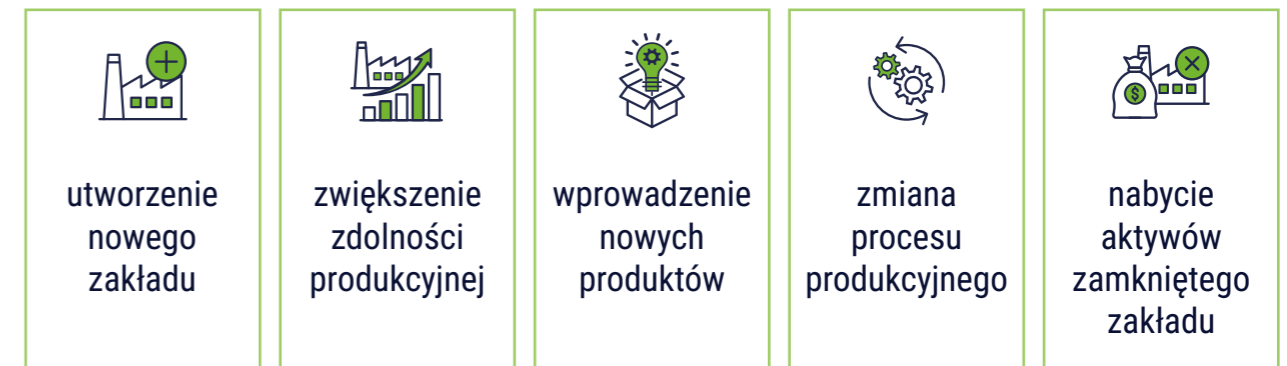 utworzenie
nowego
zakładu
zwiększenie
zdolności
produkcyjnej
wprowadzenie
nowych
produktów
zmiana
procesu
produkcyjnego
$
nabycie
aktywów
zamkniętego
zakładu